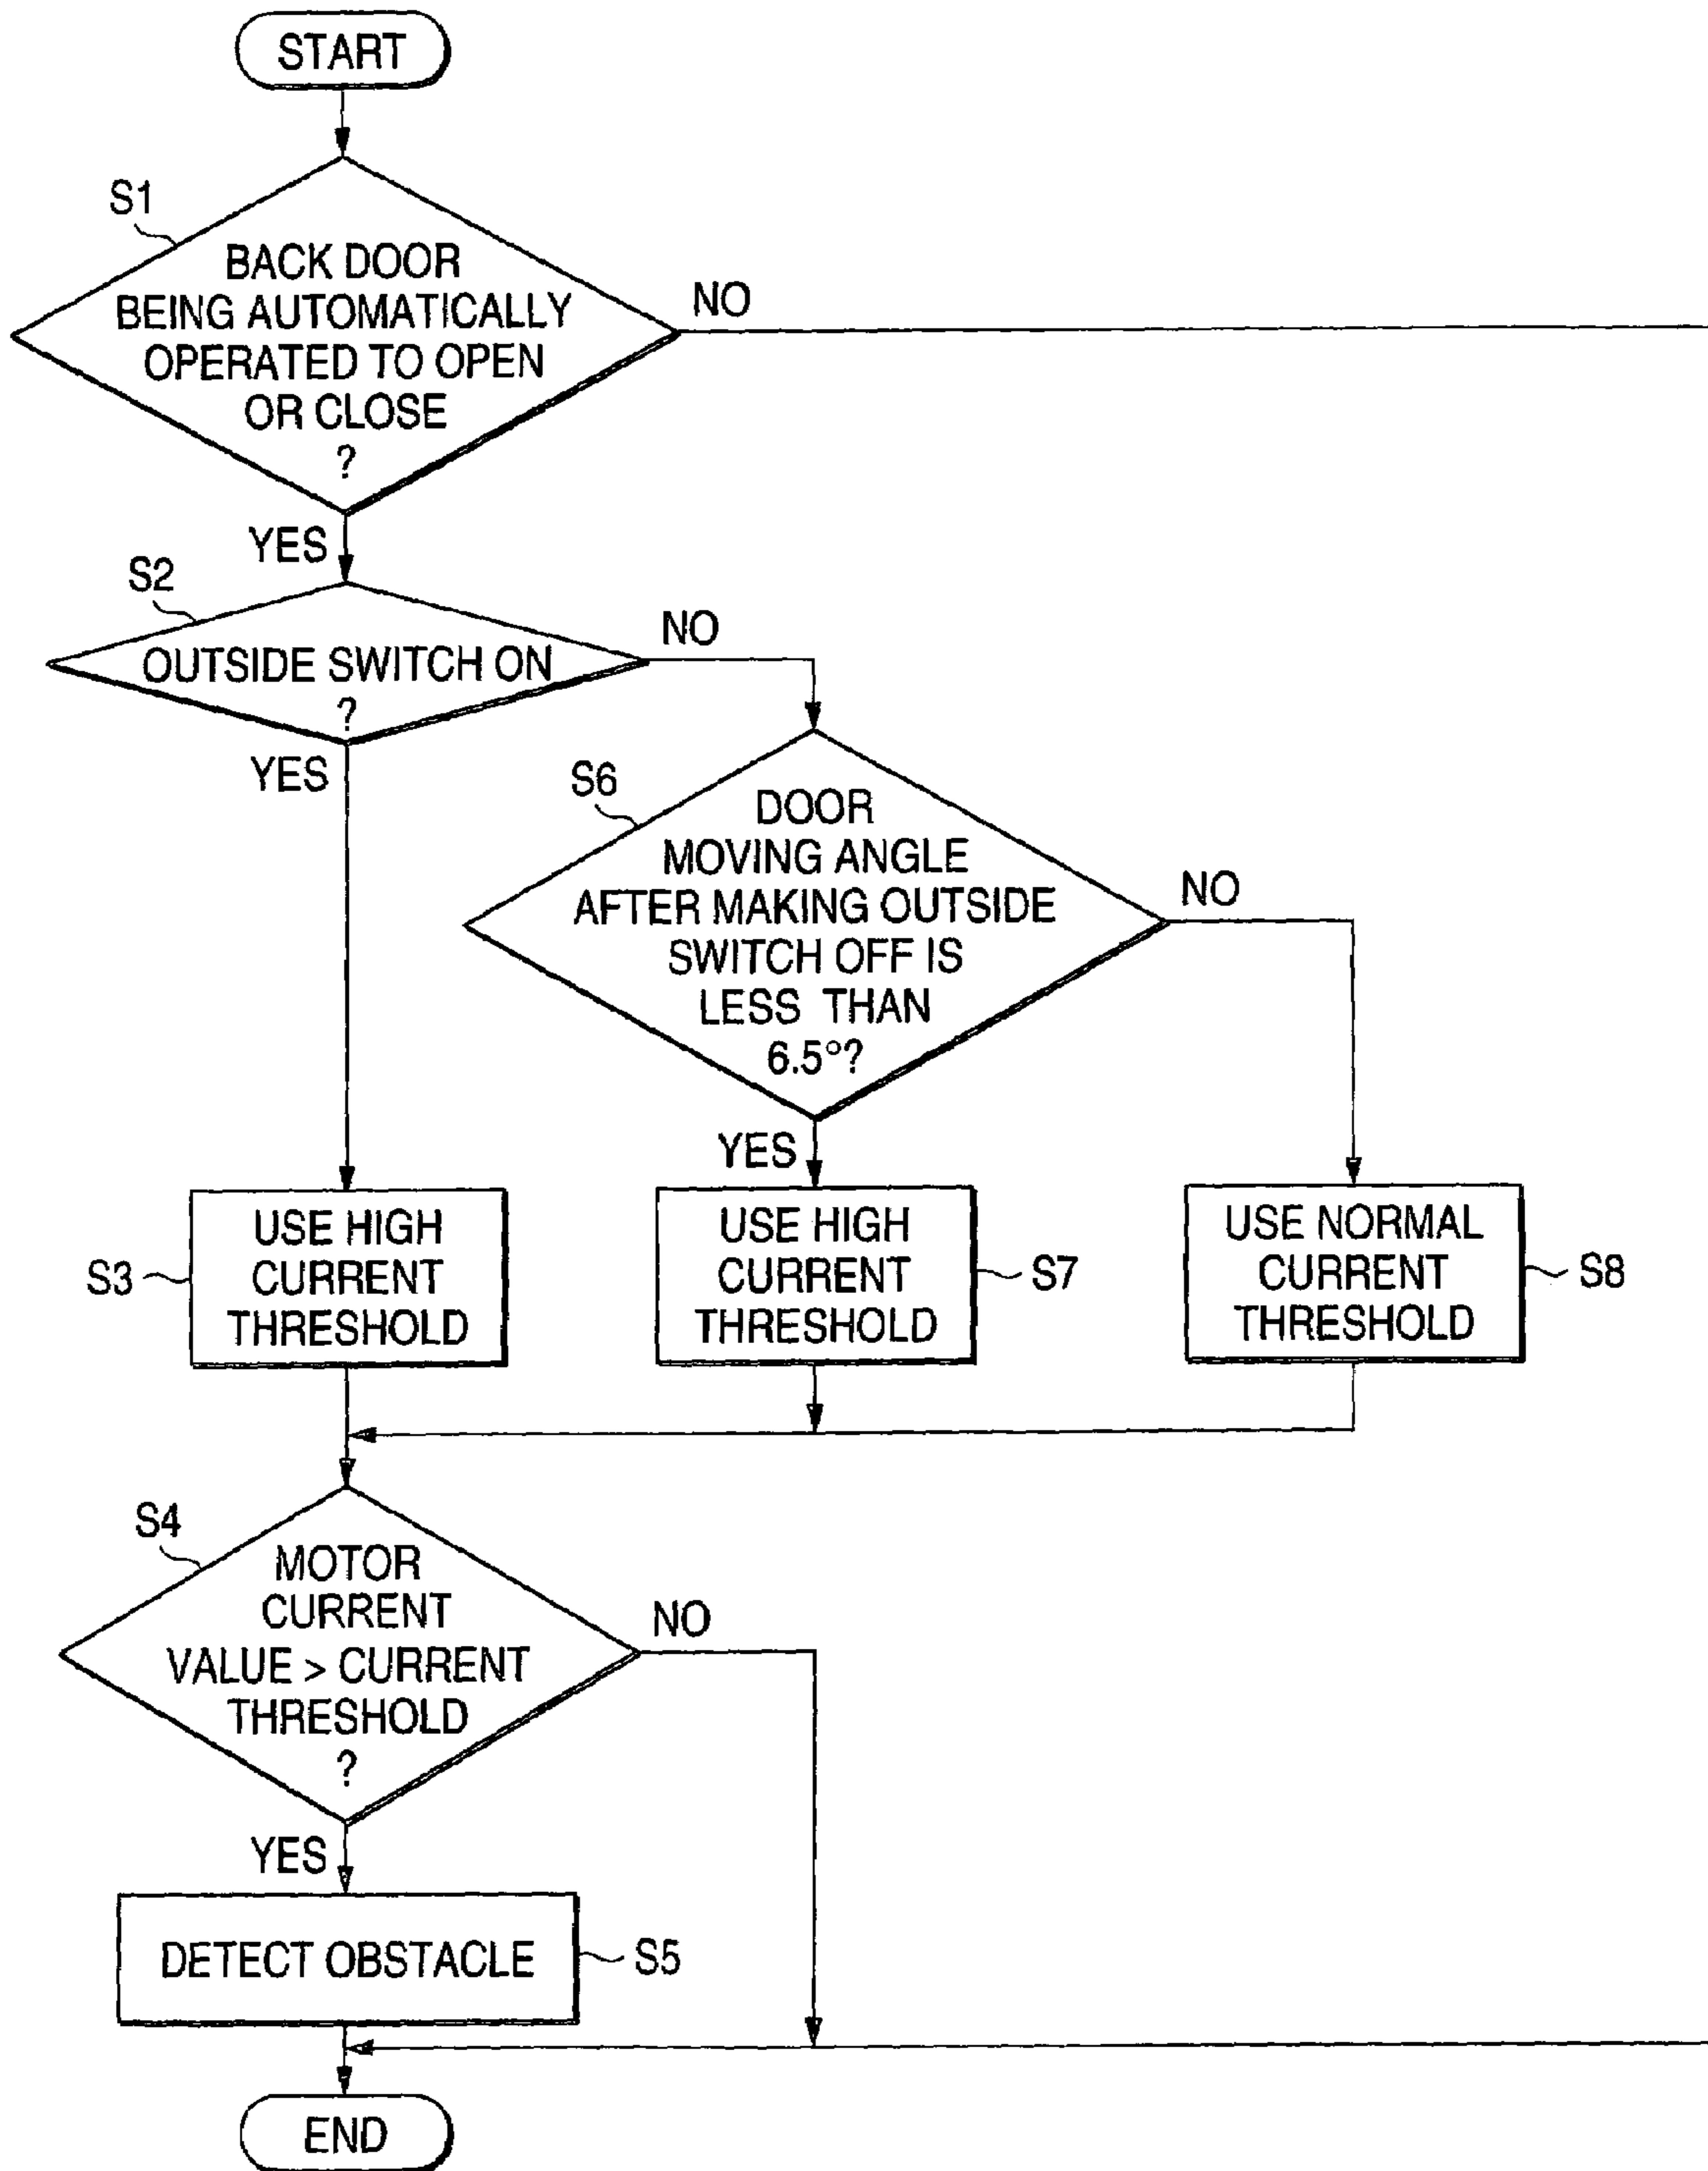 START
S1
BACK DOOR
BEING AUTOMATICALLY
OPERATED TO OPEN
OR CLOSE
?
NO
YES
S2
OUTSIDE SWITCH ON
?
NO
YES
S6
DOOR
MOVING ANGLE
AFTER MAKING OUTSIDE
SWITCH OFF IS
LESS THAN
6.5°?
NO
YES
S3
USE HIGH
CURRENT
THRESHOLD
USE HIGH
CURRENT
THRESHOLD
S7
USE NORMAL
CURRENT
THRESHOLD
S8
S4
MOTOR
CURRENT
VALUE > CURRENT
THRESHOLD
?
NO
YES
DETECT OBSTACLE
S5
END